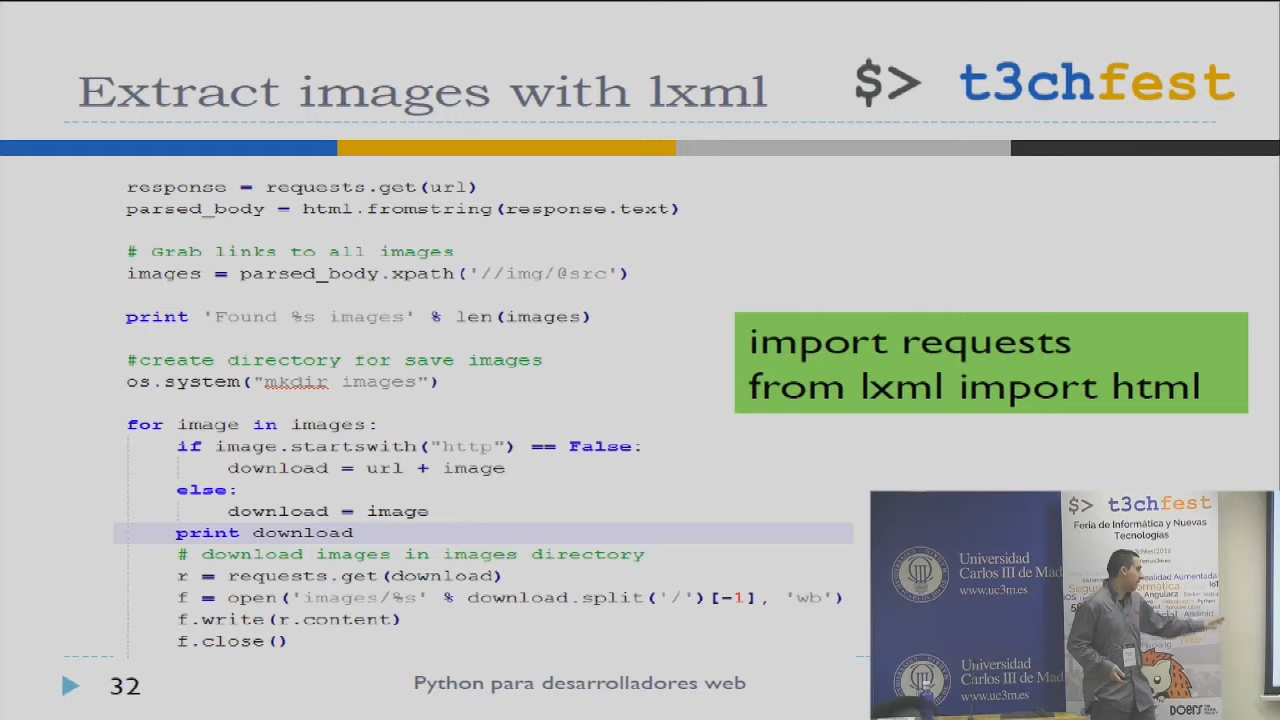 Extract images with lxml
$> t3chfest
response = requests.get(url)
parsed_body = html.fromstring(response.text)
# Grab links to all images
images = parsed_body.xpath('//img/@src')
print 'Found %s images' % len(images)
#create directory for save images
os.system("mkdir images")
for image in images:
if image.startswith("http") == False:
download = url + image
else:
download = image
print download
# download images in images directory
r = requests.get(download)
f = open('images/%s' % download.split('/')[-1], 'wb')
f.write(r.content)
f.close()
import requests
from lxml import html
32
Python para desarrolladores web
Universidad
Carlos III de Mad
www.uc3m.es
Universidad
Carlos III de Mad
www.uc3m.es
$> t3chfest
Feria de Informática y Nuevas
Tecnologías
Realidad Aumentada
Angular2
Android
DOERS